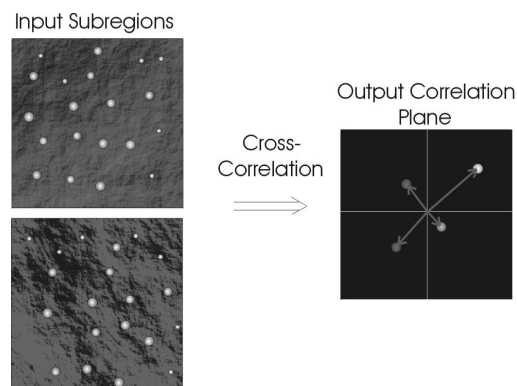 Input Subregions
Output Correlation
Plane
Cross-
Correlation